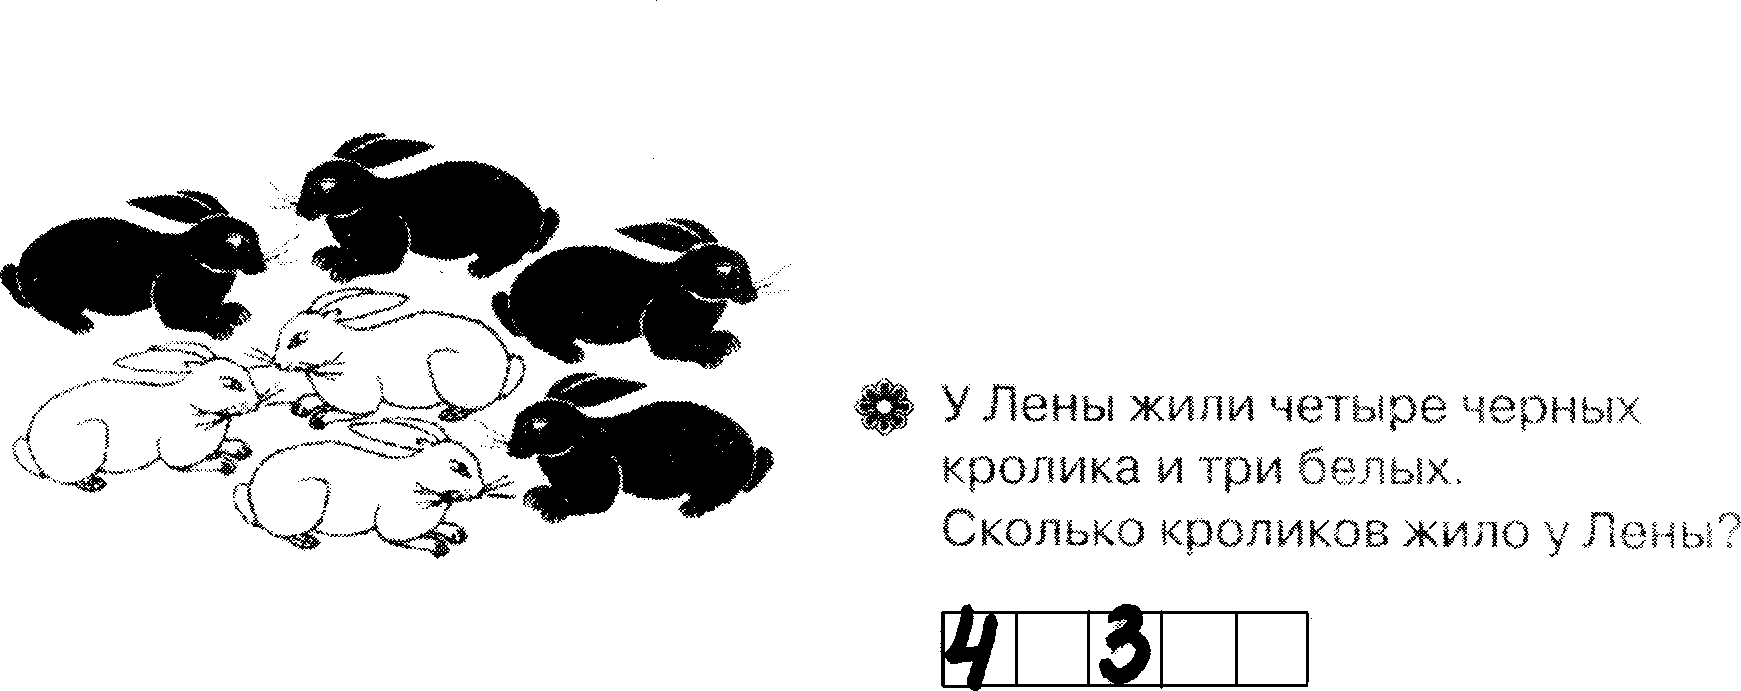 У Лены жили четыре черных
кролика и три белых.
Сколько кроликов жило у Лены?
4 3